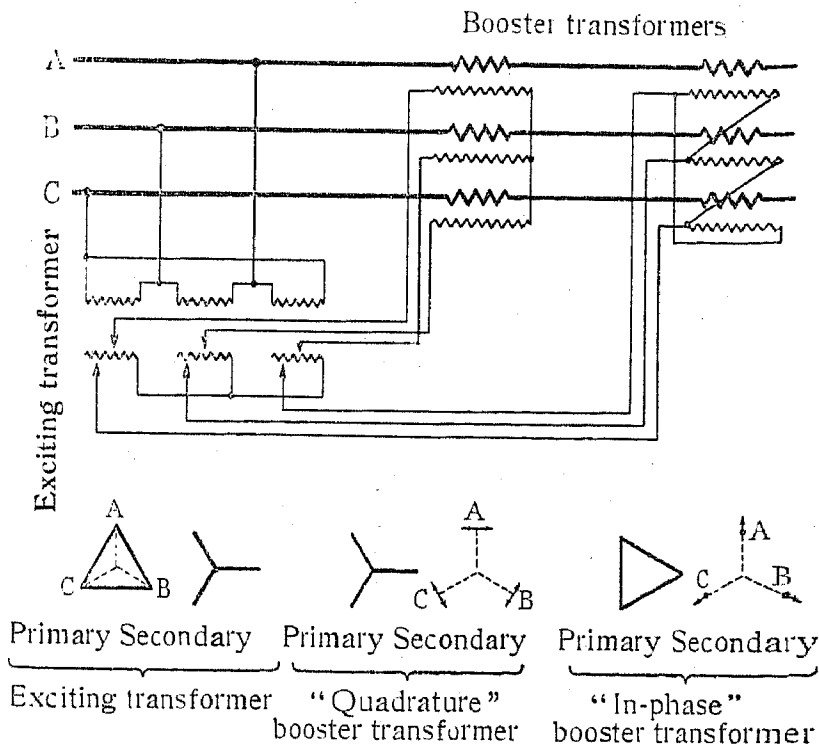 Booster transformers
A
B
C
Exciting transformer
A
C B
Primary Secondary
Exciting transformer
A
C B
Primary Secondary
"Quadrature"
booster transformer
A
C B
Primary Secondary
"In-phase"
booster transformer